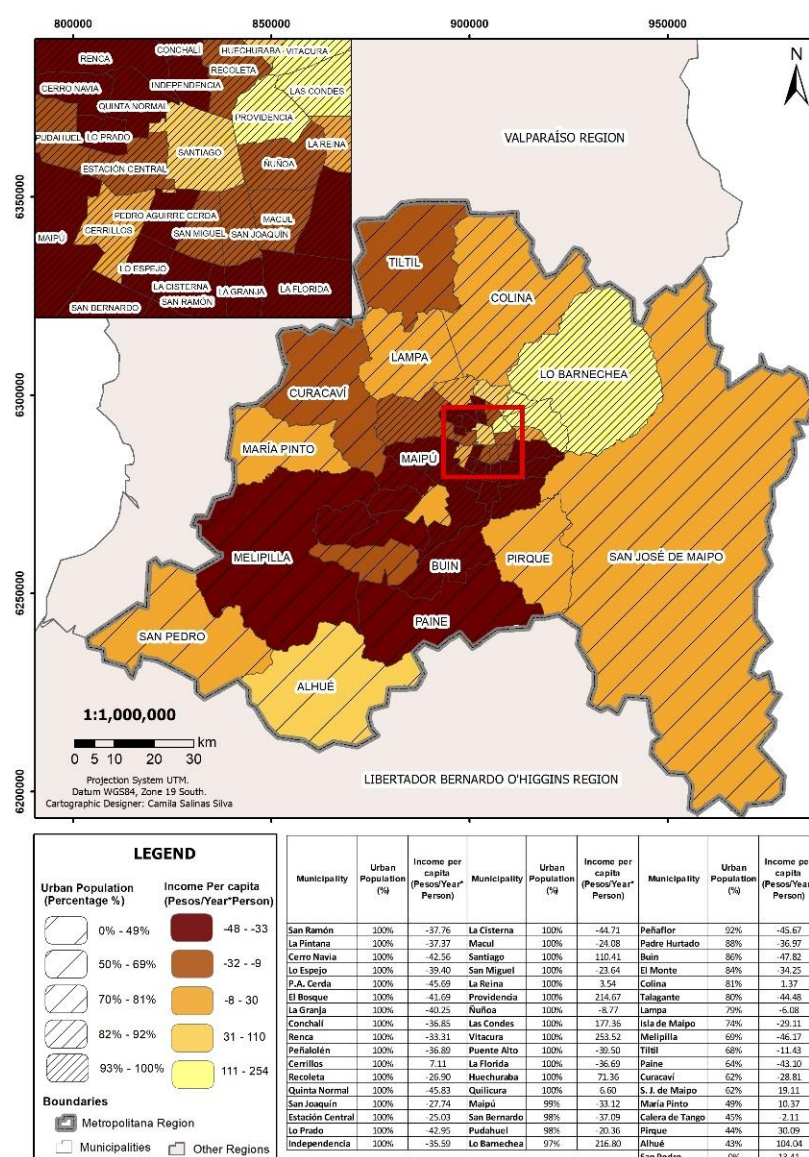 800000 850000 900000 950000
N
CONCHALÍ HUECHURABA VITACURA
RENCA
RECOLETA
CERRO NAVIA INDEPENDENCIA LAS CONDES
QUINTA NORMAL
PROVIDENCIA
PUDAHUEL LO PRADO
LA REINA
SANTIAGO
ESTACIÓN CENTRAL ÑUÑOA
PEDRO AGUIRRE CERDA MACUL
CERRILLOS
MAIPÚ SAN MIGUEL SAN JOAQUÍN
LO ESPEJO
LA CISTERNA
LA GRANJA LA FLORIDA
SAN RAMÓN
SAN BERNARDO
VALPARAÍSO REGION
6350000
TILTIL
COLINA
LAMPA
LO BARNECHEA
6300000
CURACAVÍ
MARÍA PINTO
MAIPÚ
MELIPILLA
BUIN
PIRQUE
SAN JOSÉ DE MAIPO
6250000
PAINE
SAN PEDRO
ALHUÉ
1:1,000,000
km
0 5 10 20 30
Projection System UTM.
Datum WGS84, Zone 19 South.
Cartographic Designer: Camila Salinas Silva
LIBERTADOR BERNARDO O'HIGGINS REGION
6200000
LEGEND
Urban Population
(Percentage %)
0% - 49%
50% - 69%
70% - 81%
82% - 92%
93% - 100%
Income Per capita
(Pesos/Year*Person)
-48 - -33
-32 - -9
-8 - 30
31 - 110
111 - 254
Boundaries
Metropolitana Region
Municipalities Other Regions
Municipality Urban Population (%) Income per capita (Pesos/Year* Person) Municipality Urban Population (%) Income per capita (Pesos/Year* Person) Municipality Urban Population (%) Income per capita (Pesos/Year* Person)
San Ramón 100% -37.76 La Cisterna 100% -44.71 Peñaflor 92% -45.67
La Pintana 100% -37.37 Macul 100% -24.08 Padre Hurtado 88% -36.97
Cerro Navia 100% -42.56 Santiago 100% 110.41 Buin 86% -47.82
Lo Espejo 100% -39.40 San Miguel 100% -23.64 El Monte 84% -34.25
P.A. Cerda 100% -45.69 La Reina 100% 3.54 Colina 81% 1.37
El Bosque 100% -41.69 Providencia 100% 214.67 Talagante 80% -44.48
La Granja 100% -40.25 Ñuñoa 100% -8.77 Lampa 79% -6.08
Conchalí 100% -36.85 Las Condes 100% 177.36 Isla de Maipo 74% -29.11
Renca 100% -33.31 Vitacura 100% 253.52 Melipilla 69% -46.17
Peñalolén 100% -36.89 Puente Alto 100% -39.50 Tiltil 68% -11.43
Cerrillos 100% 7.11 La Florida 100% -36.69 Paine 64% -43.10
Recoleta 100% -26.90 Huechuraba 100% 71.36 Curacaví 62% -28.81
Quinta Normal 100% -45.83 Quilicura 100% 6.60 S. J. de Maipo 62% 19.11
San Joaquín 100% -27.74 Maipú 99% -33.12 María Pinto 49% 10.37
Estación Central 100% -25.03 San Bernardo 98% -37.09 Calera de Tango 45% -2.11
Lo Prado 100% -42.95 Pudahuel 98% -20.36 Pirque 44% 30.09
Independencia 100% -35.59 Lo Barnechea 97% 216.80 Alhué 43% 104.04
San Pedro 0% 13.41